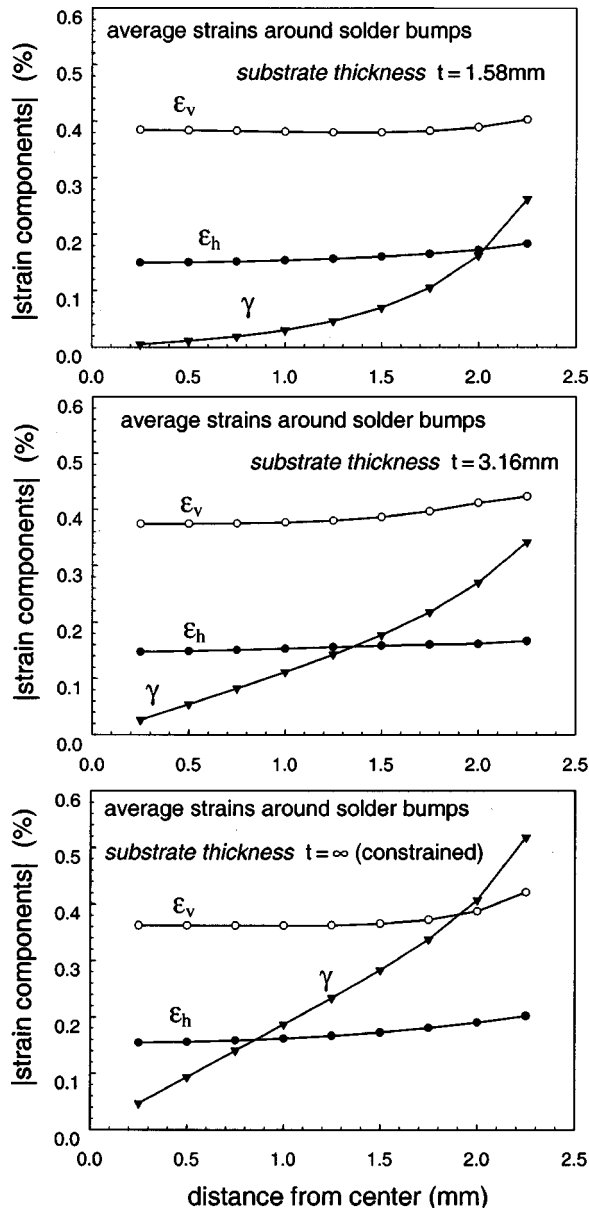 |strain components| (%)
0.6
0.5
0.4
0.3
0.2
0.1
0.0
average strains around solder bumps
substrate thickness t = 1.58mm
εv
εh
γ
0.0 0.5 1.0 1.5 2.0 2.5
|strain components| (%)
0.6
0.5
0.4
0.3
0.2
0.1
0.0
average strains around solder bumps
substrate thickness t = 3.16mm
εv
εh
γ
0.0 0.5 1.0 1.5 2.0 2.5
|strain components| (%)
0.6
0.5
0.4
0.3
0.2
0.1
0.0
average strains around solder bumps
substrate thickness t = ∞ (constrained)
εv
γ
εh
0.0 0.5 1.0 1.5 2.0 2.5
distance from center (mm)